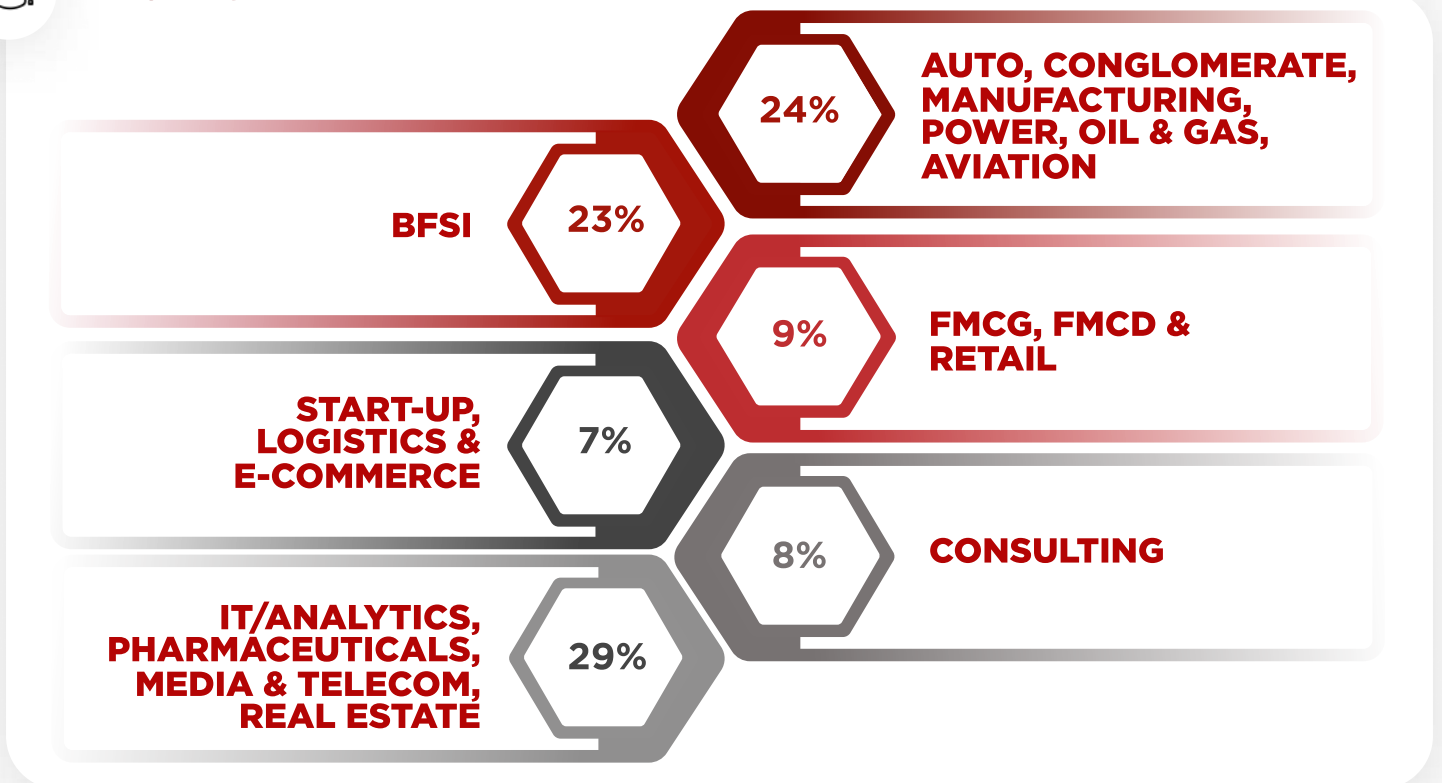 24%
AUTO, CONGLOMERATE,
MANUFACTURING,
POWER, OIL & GAS,
AVIATION
BFSI
23%
9%
FMCG, FMCD &
RETAIL
START-UP,
LOGISTICS &
E-COMMERCE
7%
8%
CONSULTING
IT/ANALYTICS,
PHARMACEUTICALS,
MEDIA & TELECOM,
REAL ESTATE
29%